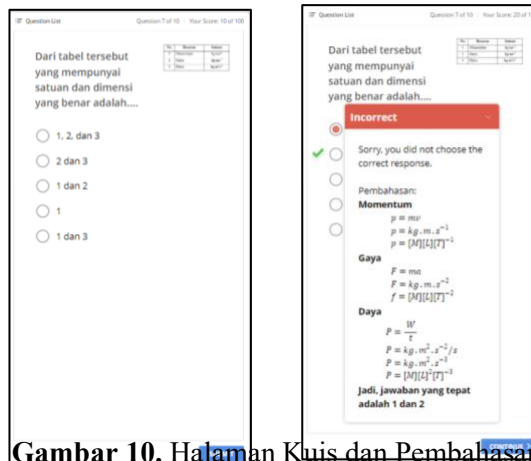 Question List
Question 7 of 10
Your Score: 10 of 100
Dari tabel tersebut
yang mempunyai
satuan dan dimensi
yang benar adalah....
1, 2, dan 3
2 dan 3
1 dan 2
1
1 dan 3
Question List
Question 7 of 10
Your Score: 20 of 1
Dari tabel tersebut
yang mempunyai
satuan dan dimensi
yang benar adalah....
Incorrect
Sorry, you did not choose the
correct response.
Pembahasan:
Momentum
p = mv
p = kg.m.s⁻¹
p = [M][L][T]⁻¹
Gaya
F = ma
F = kg.m.s⁻²
f = [M][L][T]⁻²
Daya
P = W/t
P = kg.m².s⁻²/s
P = kg.m².s⁻³
P = [M][L]²[T]⁻³
Jadi, jawaban yang tepat
adalah 1 dan 2
CONTINUE
Gambar 10. Halaman Kuis dan Pembahasan